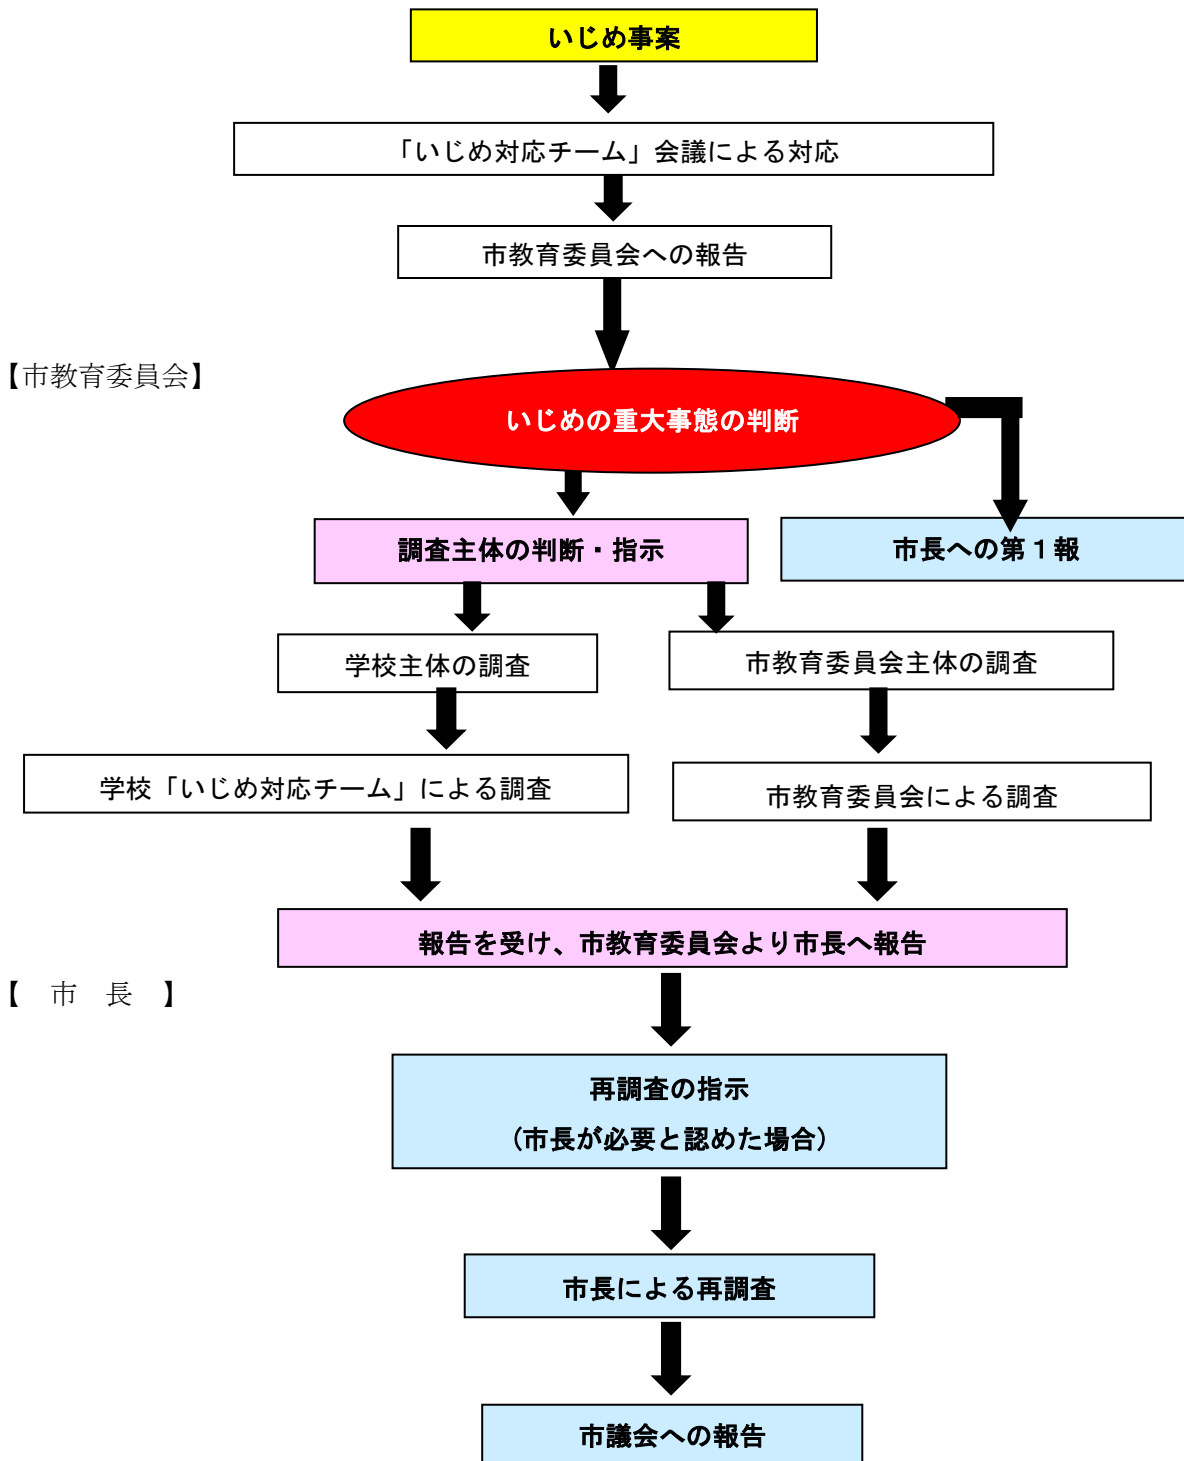 いじめ事案
「いじめ対応チーム」会議による対応
市教育委員会への報告
【市教育委員会】
いじめの重大事態の判断
調査主体の判断・指示
市長への第１報
学校主体の調査
市教育委員会主体の調査
学校「いじめ対応チーム」による調査
市教育委員会による調査
報告を受け、市教育委員会より市長へ報告
【　市　長　】
再調査の指示
（市長が必要と認めた場合）
市長による再調査
市議会への報告